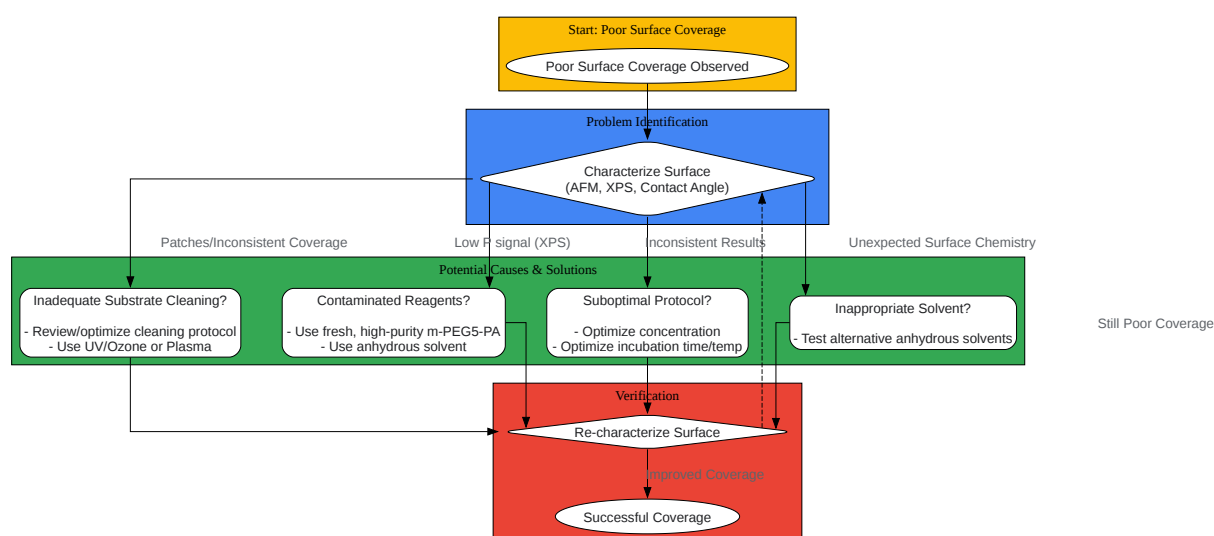 Start: Poor Surface Coverage
Poor Surface Coverage Observed
Problem Identification
Characterize Surface
(AFM, XPS, Contact Angle)
Patches/Inconsistent Coverage
Low P signal (XPS)
Inconsistent Results
Unexpected Surface Chemistry
Potential Causes & Solutions
Inadequate Substrate Cleaning?
- Review/optimize cleaning protocol
- Use UV/Ozone or Plasma
Contaminated Reagents?
- Use fresh, high-purity m-PEG5-PA
- Use anhydrous solvent
Suboptimal Protocol?
- Optimize concentration
- Optimize incubation time/temp
Inappropriate Solvent?
- Test alternative anhydrous solvents
Still Poor Coverage
Verification
Re-characterize Surface
Improved Coverage
Successful Coverage